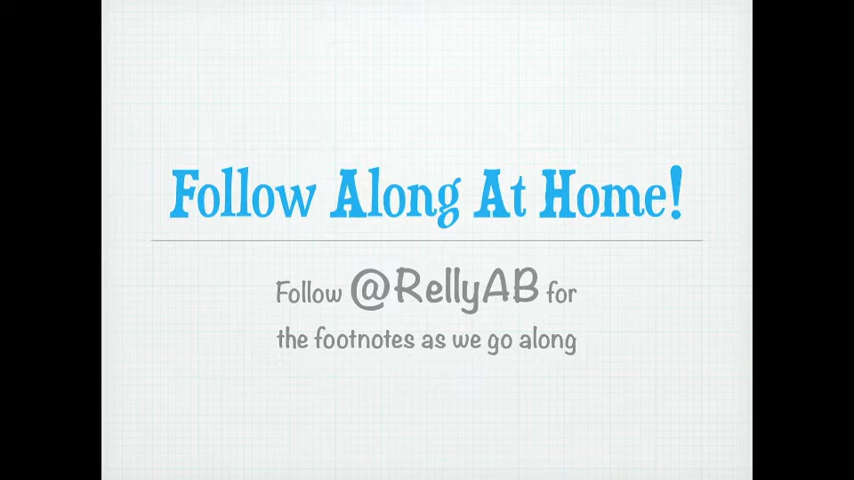 Follow Along At Home!
Follow @RellyAB for
the footnotes as we go along